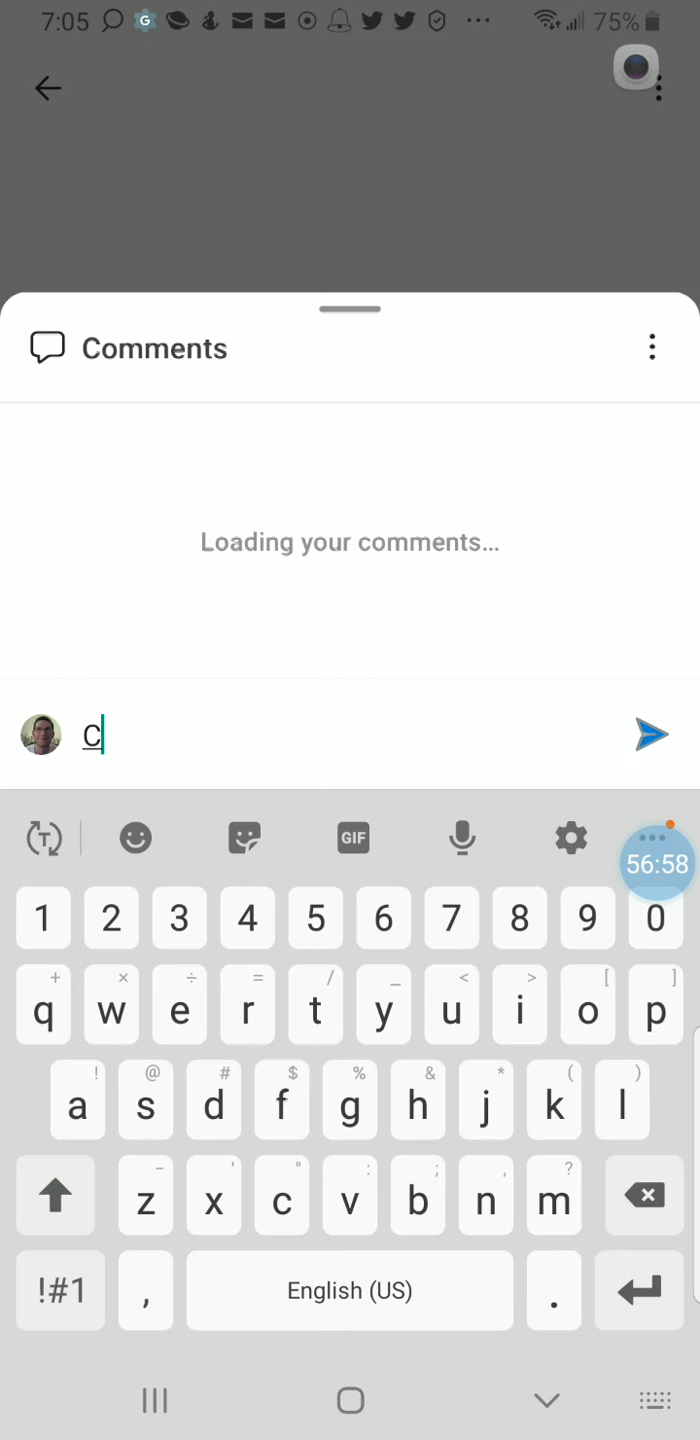 7:05 G 75%
Comments
Loading your comments...
C
T GIF
56:58
1 2 3 4 5 6 7 8 9 0
+ × ÷ = / _ < > [ ]
q w e r t y u i o p
! @ # $ % & * ( )
a s d f g h j k l
- ' " : ; , ?
z x c v b n m
!#1 , English (US) .